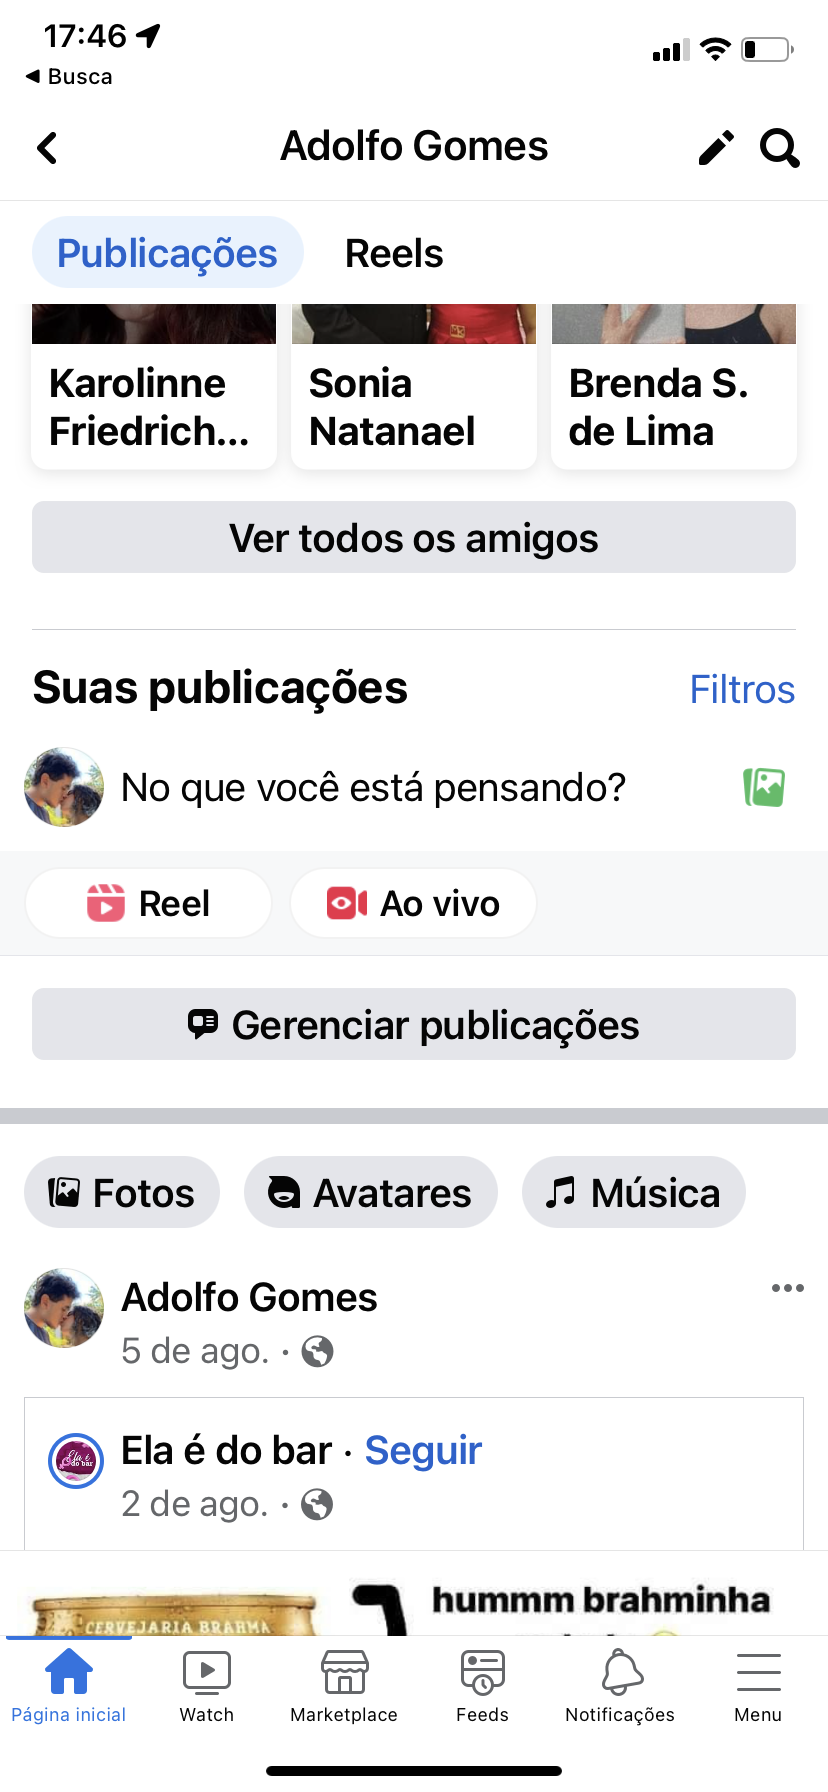 17:46
Busca
Adolfo Gomes
Publicações
Reels
Karolinne
Friedrich...
Sonia
Natanael
Brenda S.
de Lima
Ver todos os amigos
Suas publicações
Filtros
No que você está pensando?
Reel
Ao vivo
Gerenciar publicações
Fotos
Avatares
Música
Adolfo Gomes
5 de ago. ·
Ela é do bar · Seguir
2 de ago. ·
Ela é
do bar
CERVEJARIA BRAHMA
hummm brahminha
Página inicial
Watch
Marketplace
Feeds
Notificações
Menu